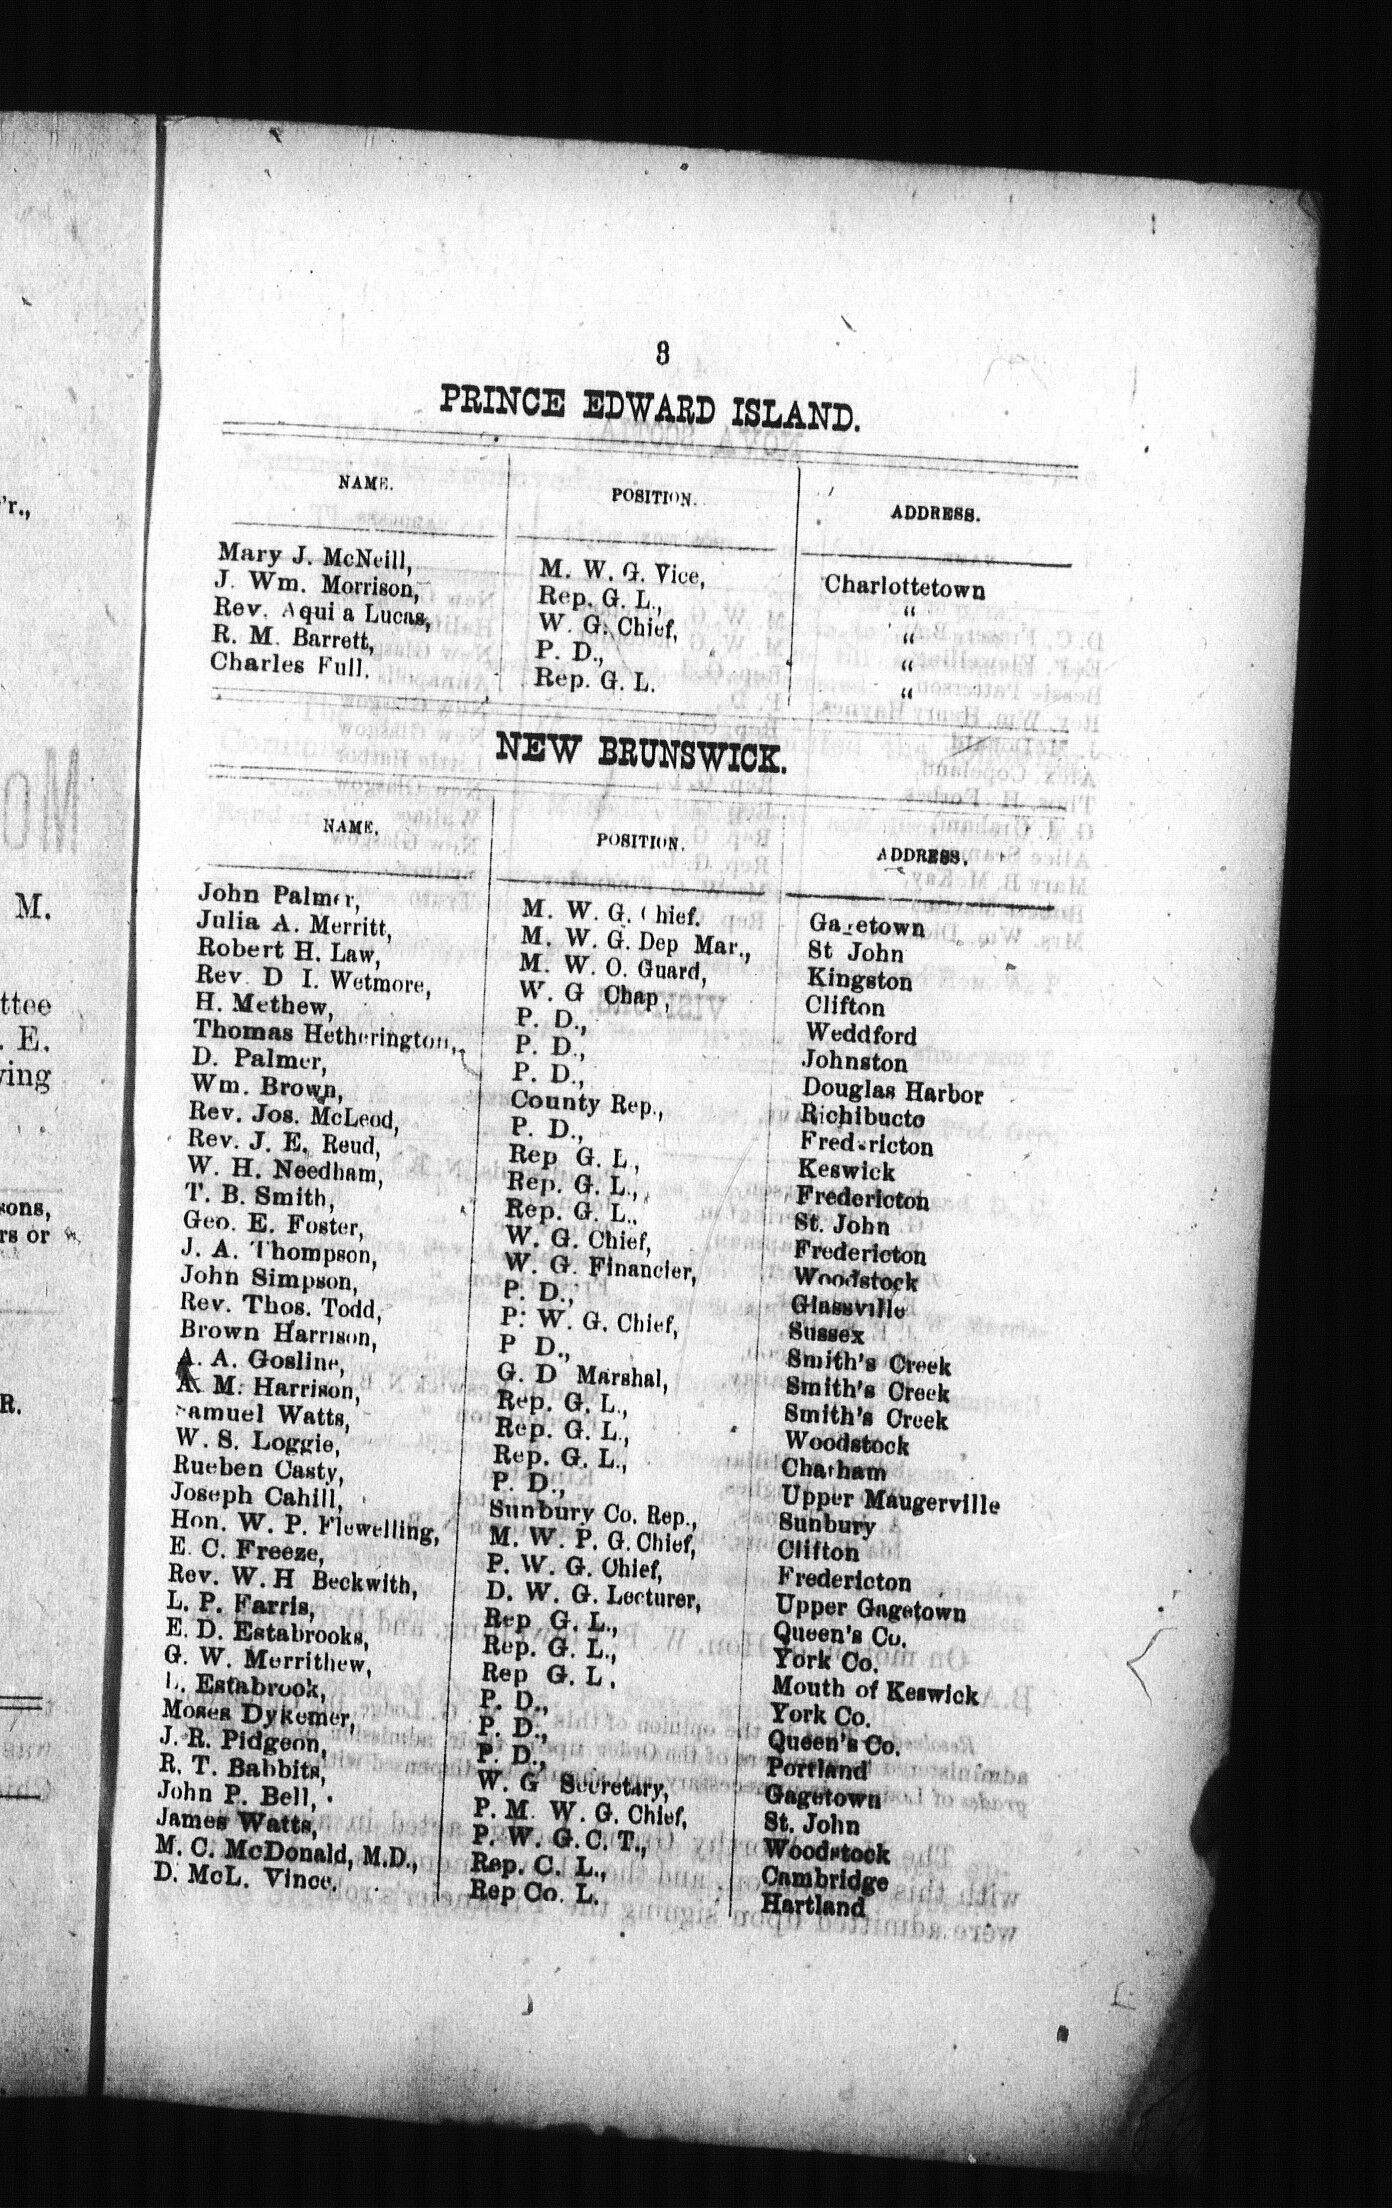 3
PRINCE EDWARD ISLAND.
NAME. POSITION. ADDRESS.
Mary J. McNeill, M. W. G. Vice, Charlottetown
J. Wm. Morrison, Rep. G. L., “
Rev. Aquila Lucas, W. G. Chief, “
R. M. Barrett, P. D., “
Charles Full. Rep. G. L. “
NEW BRUNSWICK.
NAME. POSITION. ADDRESS.
John Palmer, M. W. G. Chief. Gagetown
Julia A. Merritt, M. W. G. Dep Mar., St John
Robert H. Law, M. W. O. Guard, Kingston
Rev. D I. Wetmore, W. G Chap, Clifton
H. Methew, P. D., Weddford
Thomas Hetherington, P. D., Johnston
D. Palmer, P. D., Douglas Harbor
Wm. Brown, County Rep., Richibucto
Rev. Jos. McLeod, P. D., Fredericton
Rev. J. E. Reud, Rep G. L., Keswick
W. H. Needham, Rep. G. L., Fredericton
T. B. Smith, Rep. G. L., St. John
Geo. E. Foster, W. G. Chief, Fredericton
J. A. Thompson, W. G. Financier, Woodstock
John Simpson, P. D., Glassville
Rev. Thos. Todd, P. W. G. Chief, Sussex
Brown Harrison, P D., Smith's Creek
A. A. Gosline, G. D Marshal, Smith's Creek
A. M. Harrison, Rep. G. L., Smith's Creek
Samuel Watts, Rep. G. L., Woodstock
W. S. Loggie, Rep. G. L., Chatham
Rueben Casty, P. D., Upper Maugerville
Joseph Cahill, Sunbury Co. Rep., Sunbury
Hon. W. P. Flewelling, M. W. P. G. Chief, Clifton
E. C. Freeze, P. W. G. Chief, Fredericton
Rev. W. H Beckwith, D. W. G. Lecturer, Upper Gagetown
L. P. Farris, Rep G. L., Queen's Co.
E. D. Estabrooks, Rep. G. L., York Co.
G. W. Merrithew, Rep G. L, Mouth of Keswick
L. Estabrook, P. D., York Co.
Moses Dykemer, P. D., Queen's Co.
J. R. Pidgeon, P. D., Portland
R. T. Babbits, W. G Secretary, Gagetown
John P. Bell, P. M. W. G. Chief, St. John
James Watts, P. W. G. C. T., Woodstock
M. C. McDonald, M.D., Rep. C. L., Cambridge
D. McL. Vince, Rep Co. L. Hartland
'r.,
M.
ttee
. E.
ving
sons,
rs or
R.